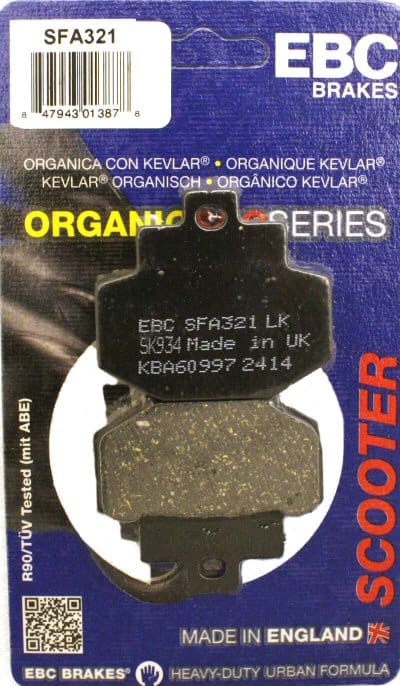 SFA321
8 47943 01387 8
EBC
BRAKES
ORGANICA CON KEVLAR® • ORGANIQUE KEVLAR®
KEVLAR® ORGANISCH • ORGÂNICO KEVLAR®
SERIES
EBC SFA321 LK
SK934 Made in UK
KBA60997 2414
SCOOTER
R90/TÜV Tested (mit ABE)
MADE IN ENGLAND
EBC BRAKES® HEAVY-DUTY URBAN FORMULA